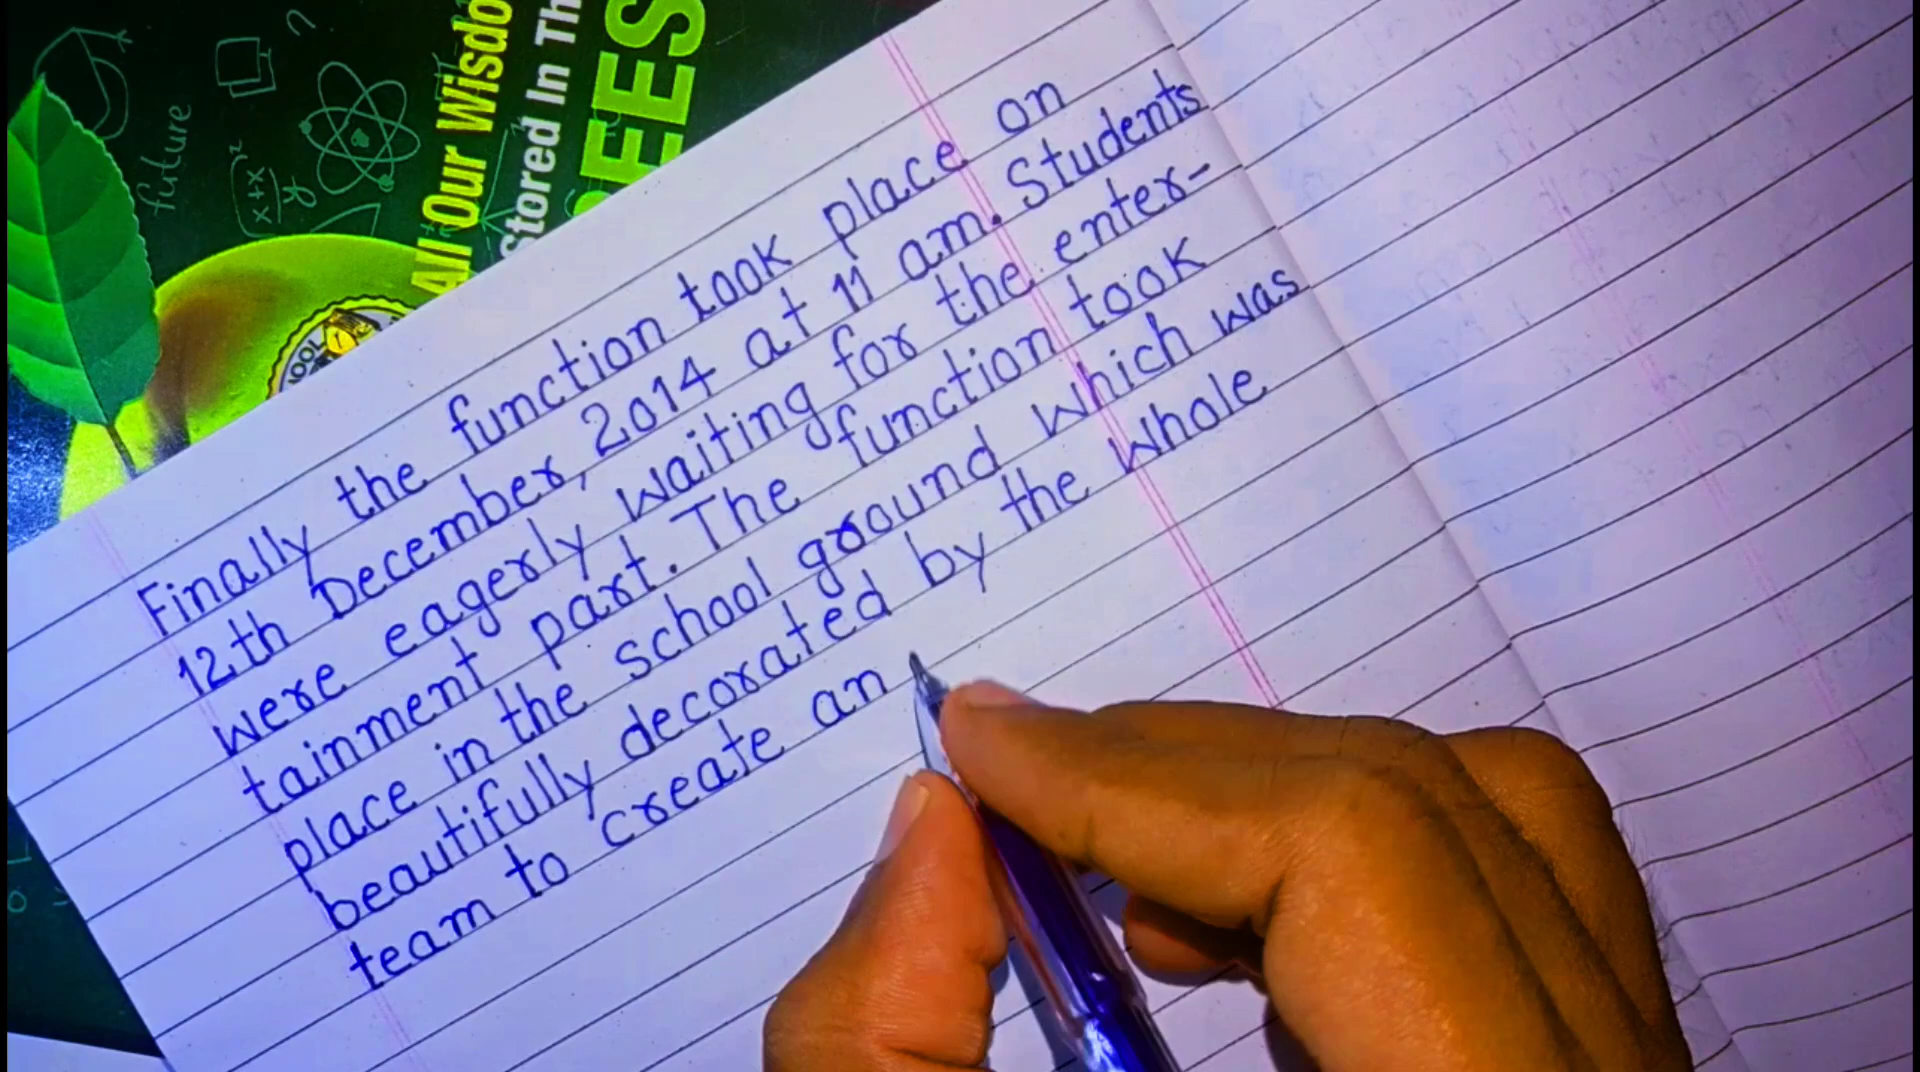 All Our Wisdo
Stored In Th
EES
future
Finally the function took place on
12th December, 2014 at 11 am. Students
were eagerly waiting for the enter-
tainment part. The function took
place in the school ground which was
beautifully decorated by the whole
team to create an